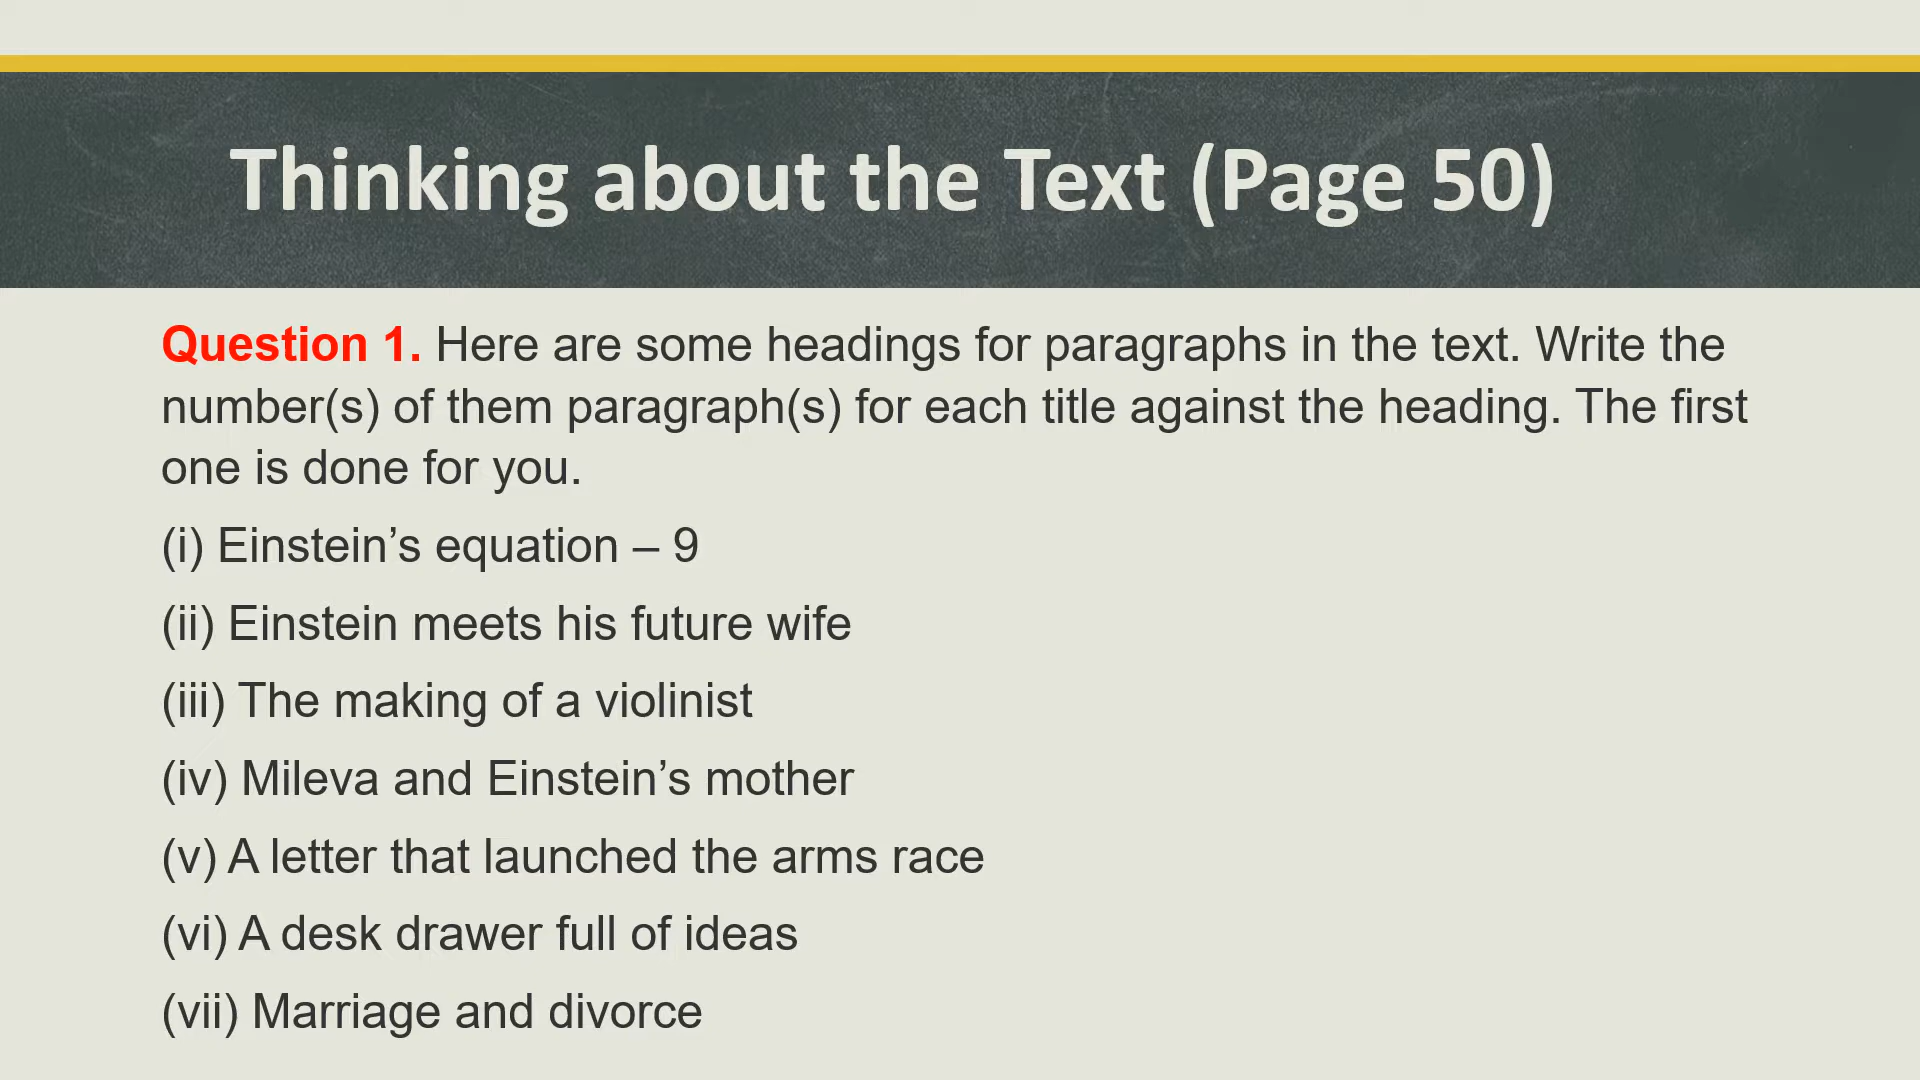 Thinking about the Text (Page 50)
Question 1. Here are some headings for paragraphs in the text. Write the
number(s) of them paragraph(s) for each title against the heading. The first
one is done for you.
(i) Einstein’s equation – 9
(ii) Einstein meets his future wife
(iii) The making of a violinist
(iv) Mileva and Einstein’s mother
(v) A letter that launched the arms race
(vi) A desk drawer full of ideas
(vii) Marriage and divorce